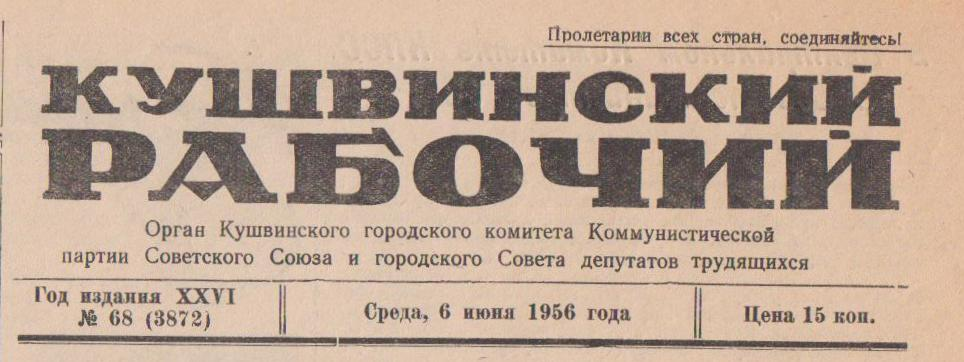 Пролетарии всех стран, соединяйтесь!
КУШВИНСКИЙ
РАБОЧИЙ
Орган Кушвинского городского комитета Коммунистической
партии Советского Союза и городского Совета депутатов трудящихся
Год издания XXVI
№ 68 (3872)
Среда, 6 июня 1956 года
Цена 15 коп.